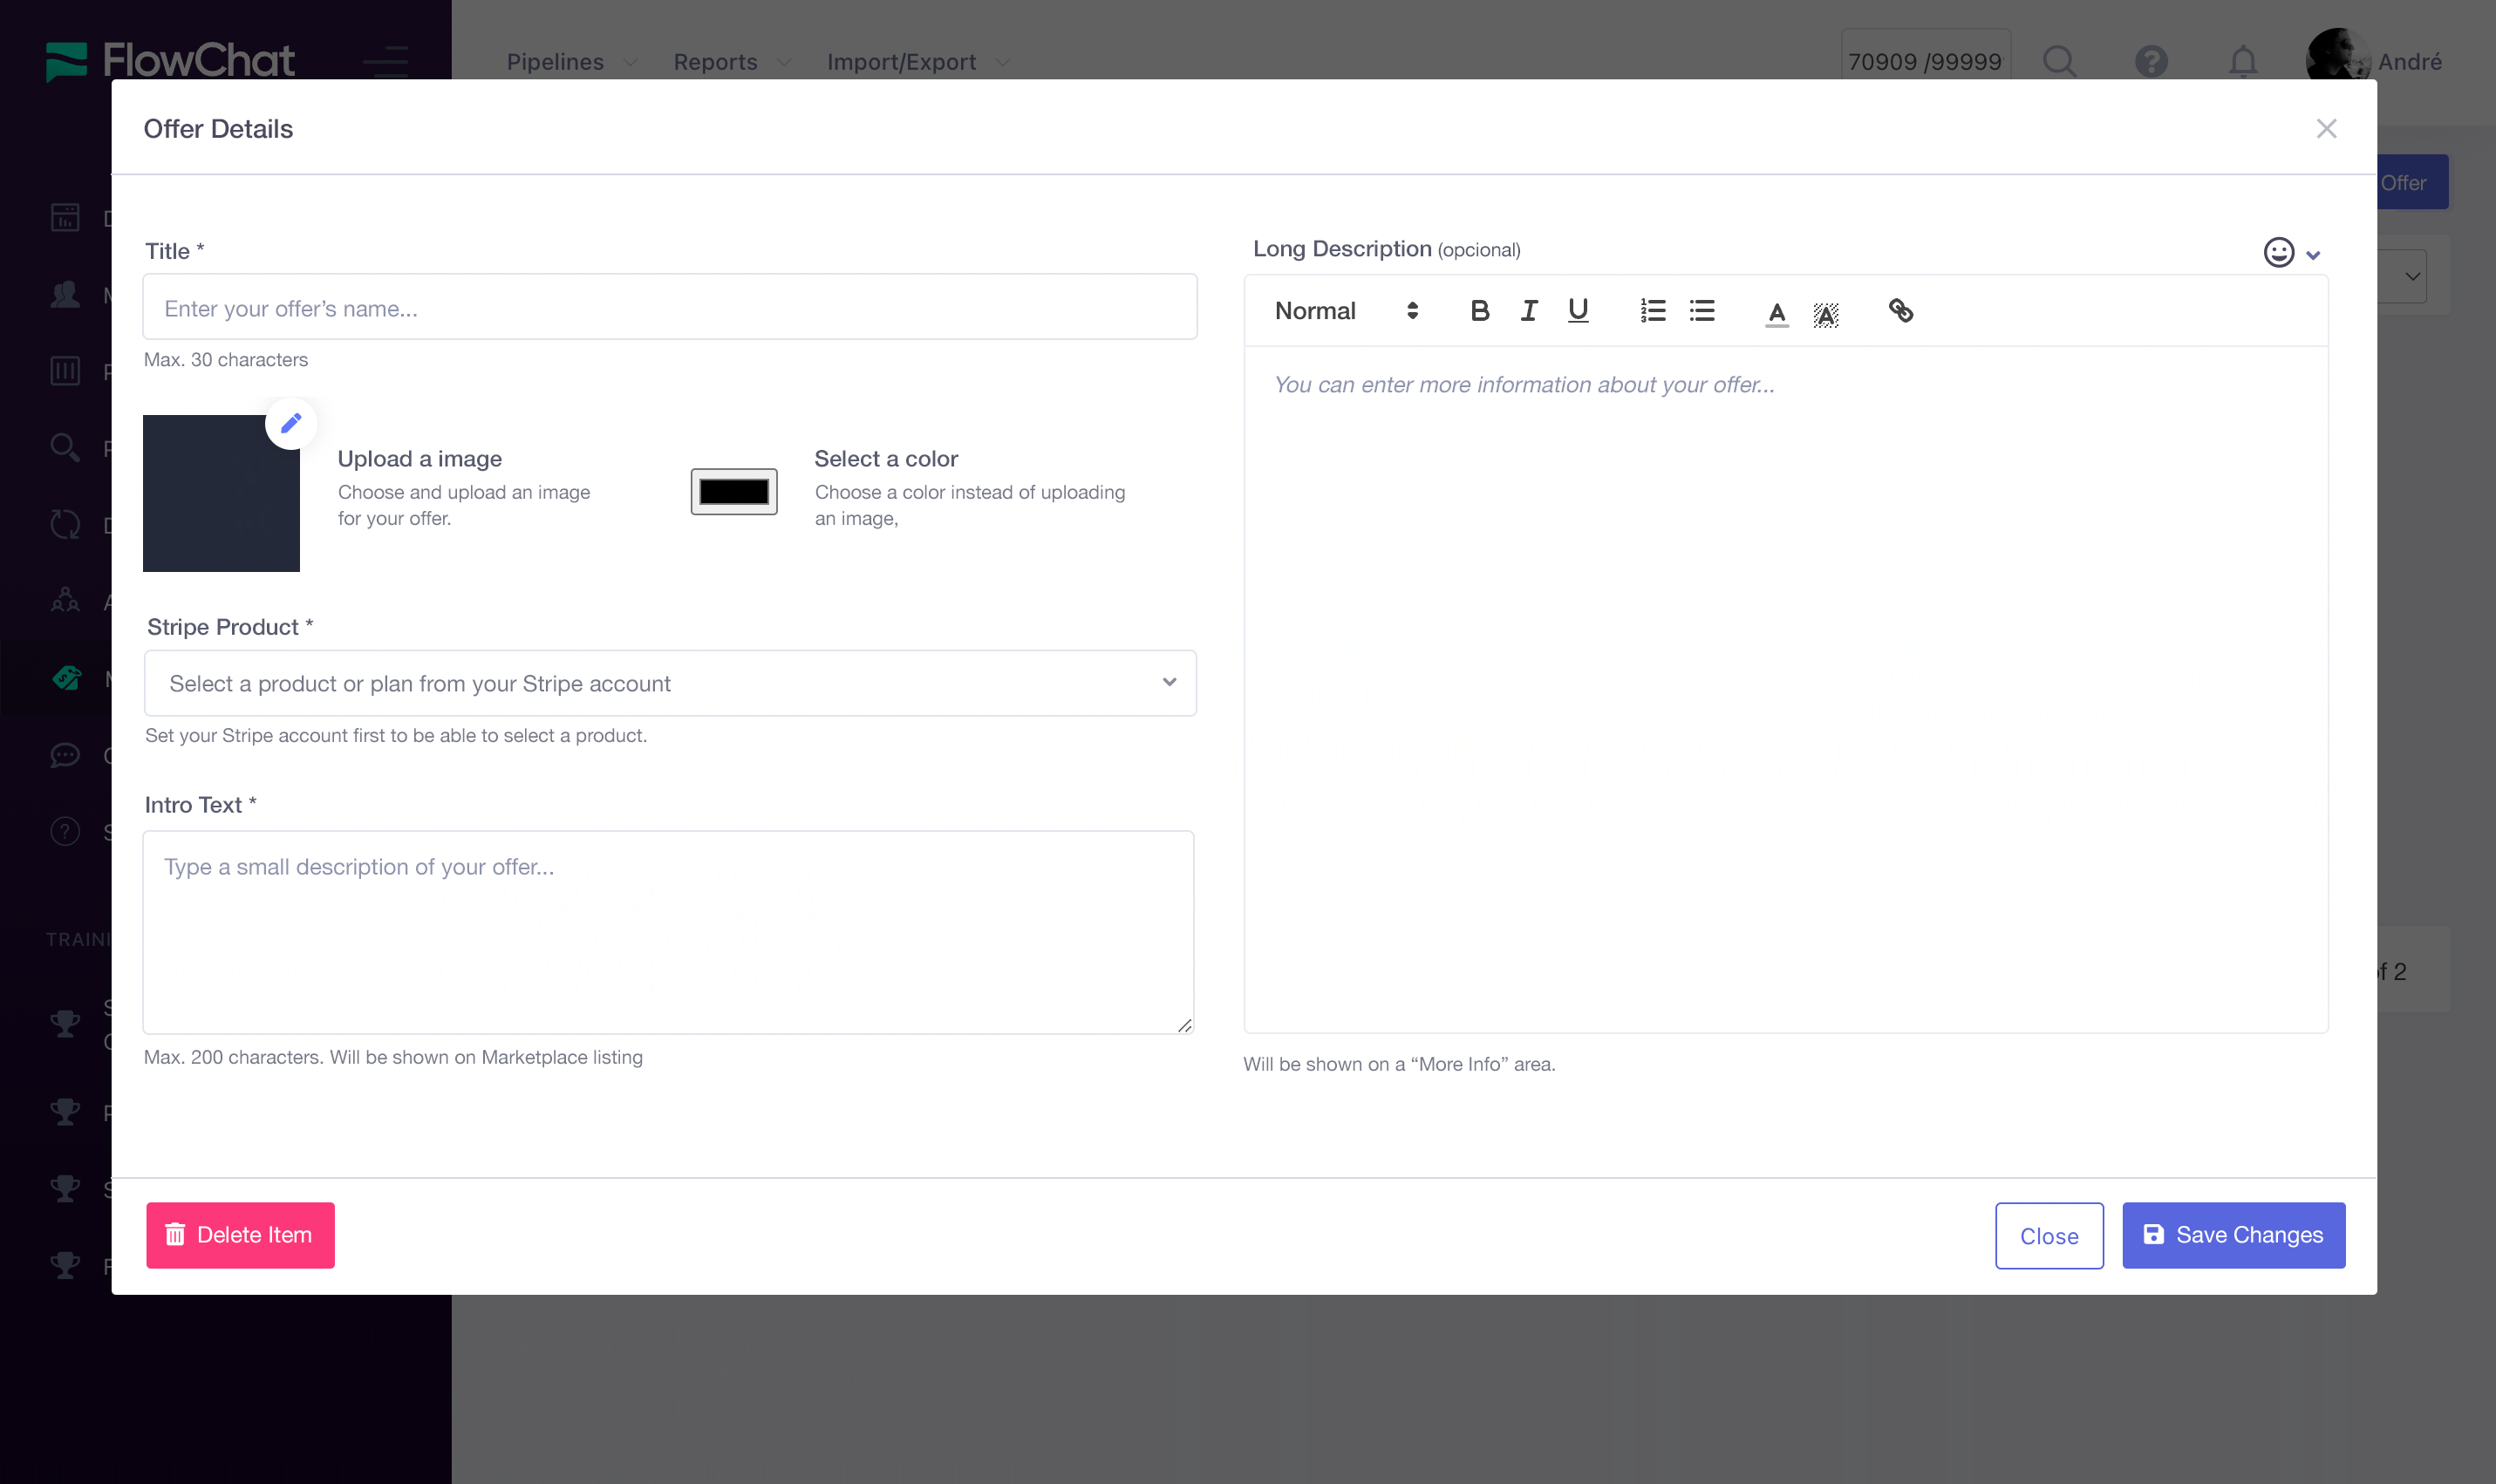 FlowChat
Pipelines
Reports
Import/Export
70909 /99999
André
Offer Details
Offer
Title *
Enter your offer’s name...
Max. 30 characters
Upload a image
Choose and upload an image
for your offer.
Select a color
Choose a color instead of uploading
an image,
Stripe Product *
Select a product or plan from your Stripe account
Set your Stripe account first to be able to select a product.
Intro Text *
Type a small description of your offer...
Max. 200 characters. Will be shown on Marketplace listing
Long Description (opcional)
Normal
You can enter more information about your offer...
Will be shown on a “More Info” area.
TRAINI
of 2
Delete Item
Close
Save Changes